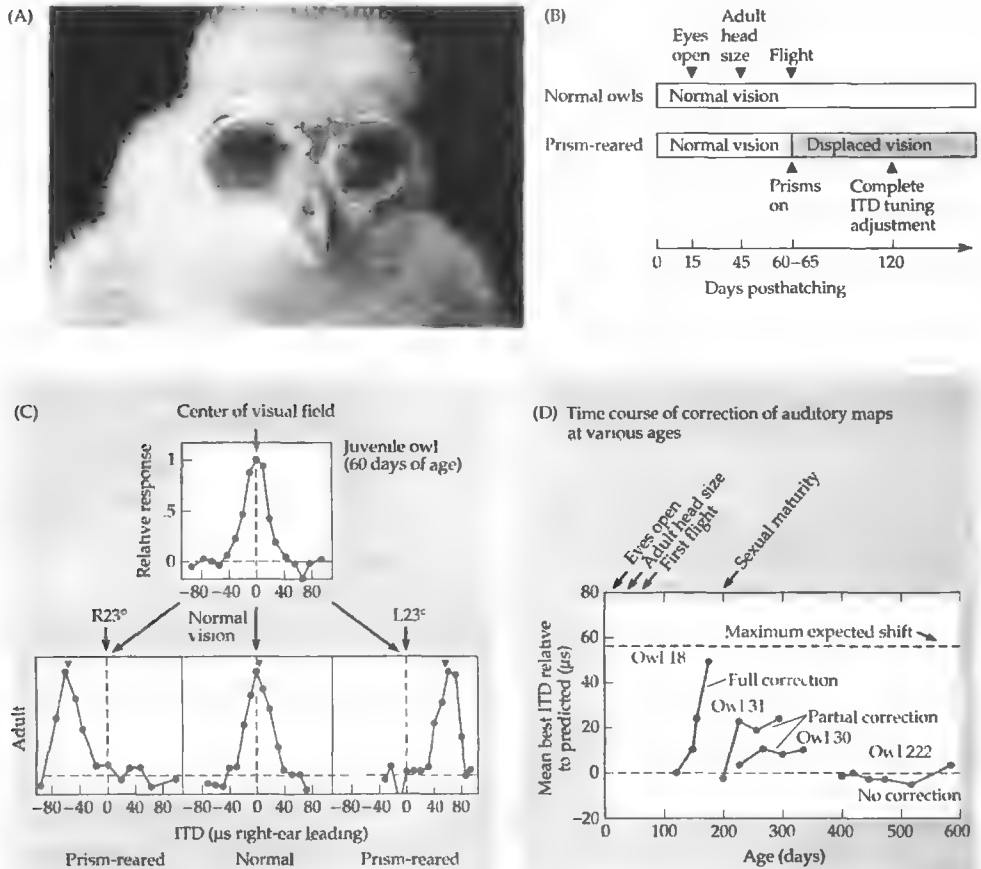 (A)
(B)
Eyes open
Adult head size
Flight
Normal owls
Normal vision
Prism-reared
Normal vision
Displaced vision
Prisms on
Complete ITD tuning adjustment
0 15 45 60–65 120
Days posthatching
(C)
Center of visual field
Juvenile owl
(60 days of age)
Relative response
1
.5
0
−80 −40 0 40 80
R23°
Normal vision
L23°
Adult
−80 −40 0 40 80
−80 −40 0 40 80
−80 −40 0 40 80
ITD (μs right-ear leading)
Prism-reared
Normal
Prism-reared
(D) Time course of correction of auditory maps
at various ages
Eyes open
Adult head size
First flight
Sexual maturity
Mean best ITD relative
to predicted (μs)
80
60
40
20
0
−20
Maximum expected shift
Owl 18
Full correction
Owl 31
Partial correction
Owl 30
Owl 222
No correction
0 100 200 300 400 500 600
Age (days)